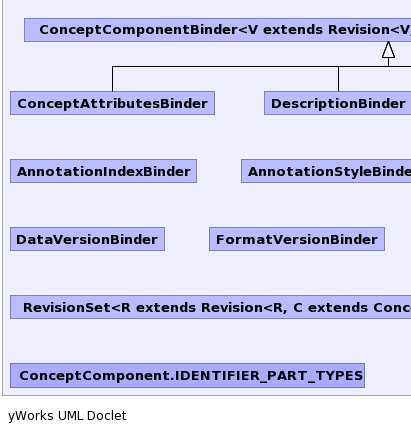 ConceptComponentBinder<V extends Revision<V,
ConceptAttributesBinder
DescriptionBinder
AnnotationIndexBinder
AnnotationStyleBinde
DataVersionBinder
FormatVersionBinder
RevisionSet<R extends Revision<R, C extends Conc
ConceptComponent.IDENTIFIER_PART_TYPES
yWorks UML Doclet